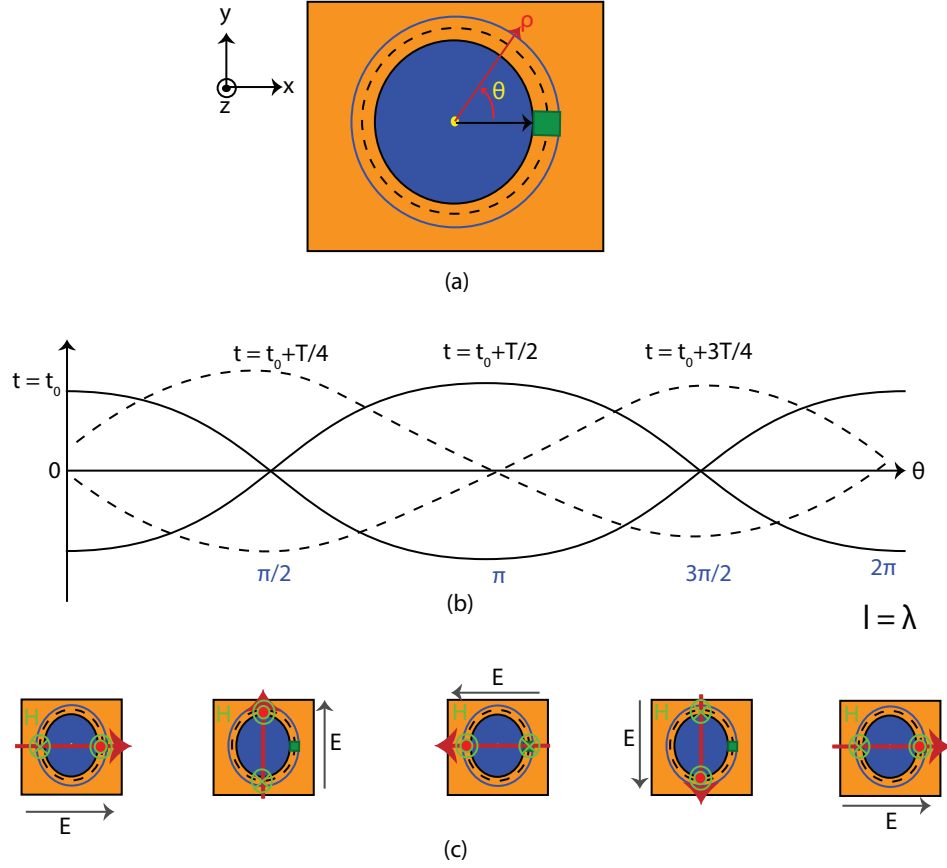 y
ρ
θ
x
z
(a)
t = t₀+T/4
t = t₀+T/2
t = t₀+3T/4
t = t₀
0
θ
π/2
π
3π/2
2π
(b)
l = λ
E
H
H
H
H
H
E
E
E
E
(c)